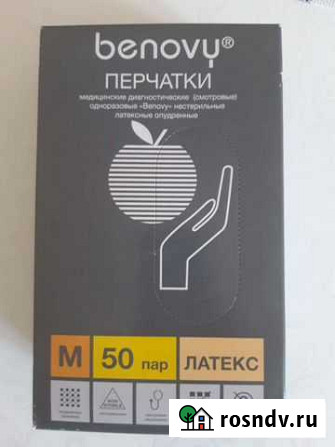 benovy®
ПЕРЧАТКИ
медицинские диагностические (смотровые)
одноразовые «Benovy» нестерильные
латексные опудренные
M 50 пар ЛАТЕКС
rosndv.ru